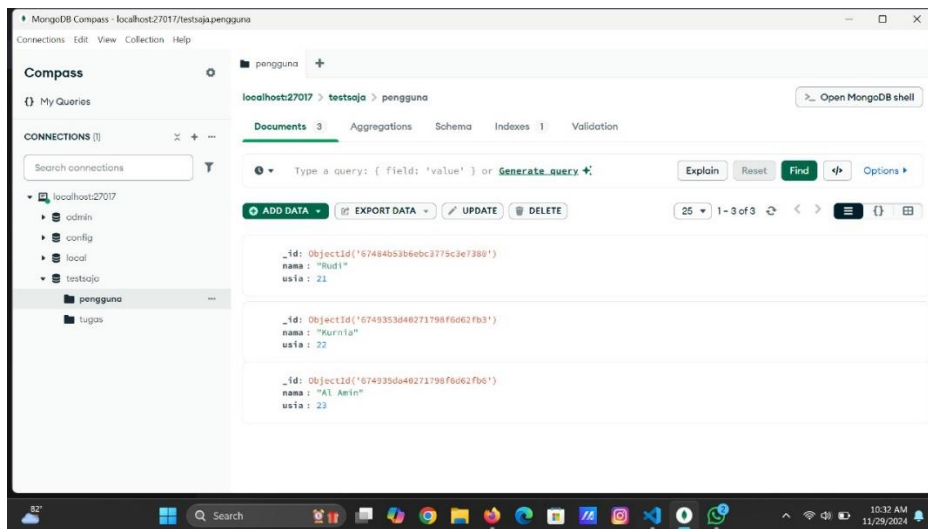 MongoDB Compass - localhost:27017/testsaja.pengguna
Connections Edit View Collection Help
Compass
{} My Queries
CONNECTIONS (1)
Search connections
localhost:27017
admin
config
local
testsaja
pengguna
tugas
pengguna
localhost:27017 > testsaja > pengguna
>_ Open MongoDB shell
Documents 3 Aggregations Schema Indexes 1 Validation
Type a query: { field: 'value' } or Generate query
Explain Reset Find </> Options
ADD DATA EXPORT DATA UPDATE DELETE
25 1 - 3 of 3 {}
_id: ObjectId('67484b53b6ebc3775c3e7380')
nama : "Rudi"
usia : 21
_id: ObjectId('6749353d40271798f6d62fb3')
nama : "Kurnia"
usia : 22
_id: ObjectId('674935da40271798f6d62fb6')
nama : "Al Amin"
usia : 23
82°
Search
10:32 AM
11/29/2024